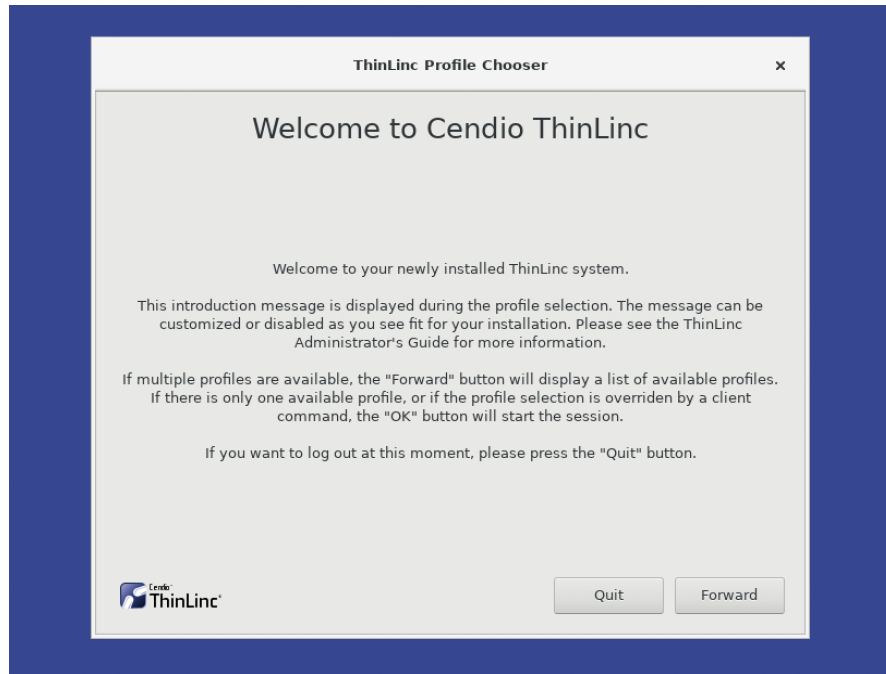 ThinLinc Profile Chooser
Welcome to Cendio ThinLinc
Welcome to your newly installed ThinLinc system.
This introduction message is displayed during the profile selection. The message can be
customized or disabled as you see fit for your installation. Please see the ThinLinc
Administrator's Guide for more information.
If multiple profiles are available, the "Forward" button will display a list of available profiles.
If there is only one available profile, or if the profile selection is overriden by a client
command, the "OK" button will start the session.
If you want to log out at this moment, please press the "Quit" button.
Cendio
ThinLinc
Quit Forward